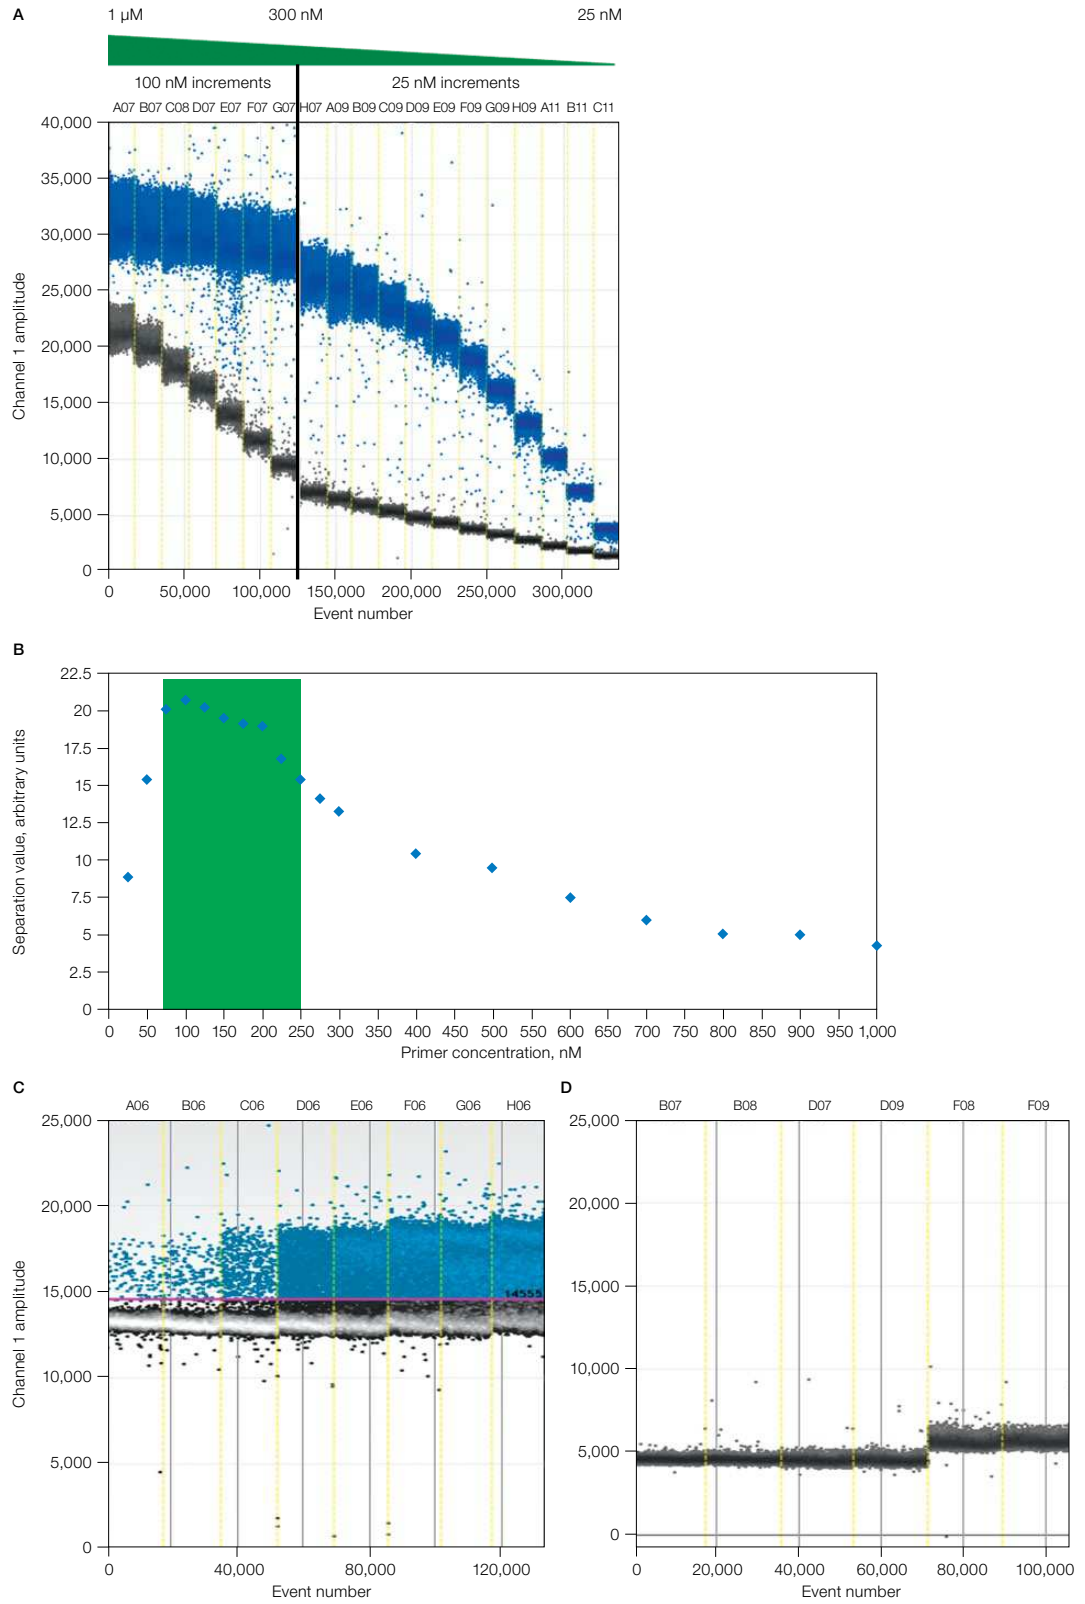 A
1 µM 300 nM 25 nM
100 nM increments 25 nM increments
A07 B07 C08 D07 E07 F07 G07 H07 A09 B09 C09 D09 E09 F09 G09 H09 A11 B11 C11
40,000
35,000
30,000
25,000
20,000
15,000
10,000
5,000
0
Channel 1 amplitude
0 50,000 100,000 150,000 200,000 250,000 300,000
Event number
B
22.5
20
17.5
15
12.5
10
7.5
5
2.5
0
Separation value, arbitrary units
0 50 100 150 200 250 300 350 400 450 500 550 600 650 700 750 800 850 900 950 1,000
Primer concentration, nM
C
A06 B06 C06 D06 E06 F06 G06 H06
25,000
20,000
15,000
10,000
5,000
0
Channel 1 amplitude
14555
0 40,000 80,000 120,000
Event number
D
B07 B08 D07 D09 F08 F09
25,000
20,000
15,000
10,000
5,000
0
0 20,000 40,000 60,000 80,000 100,000
Event number